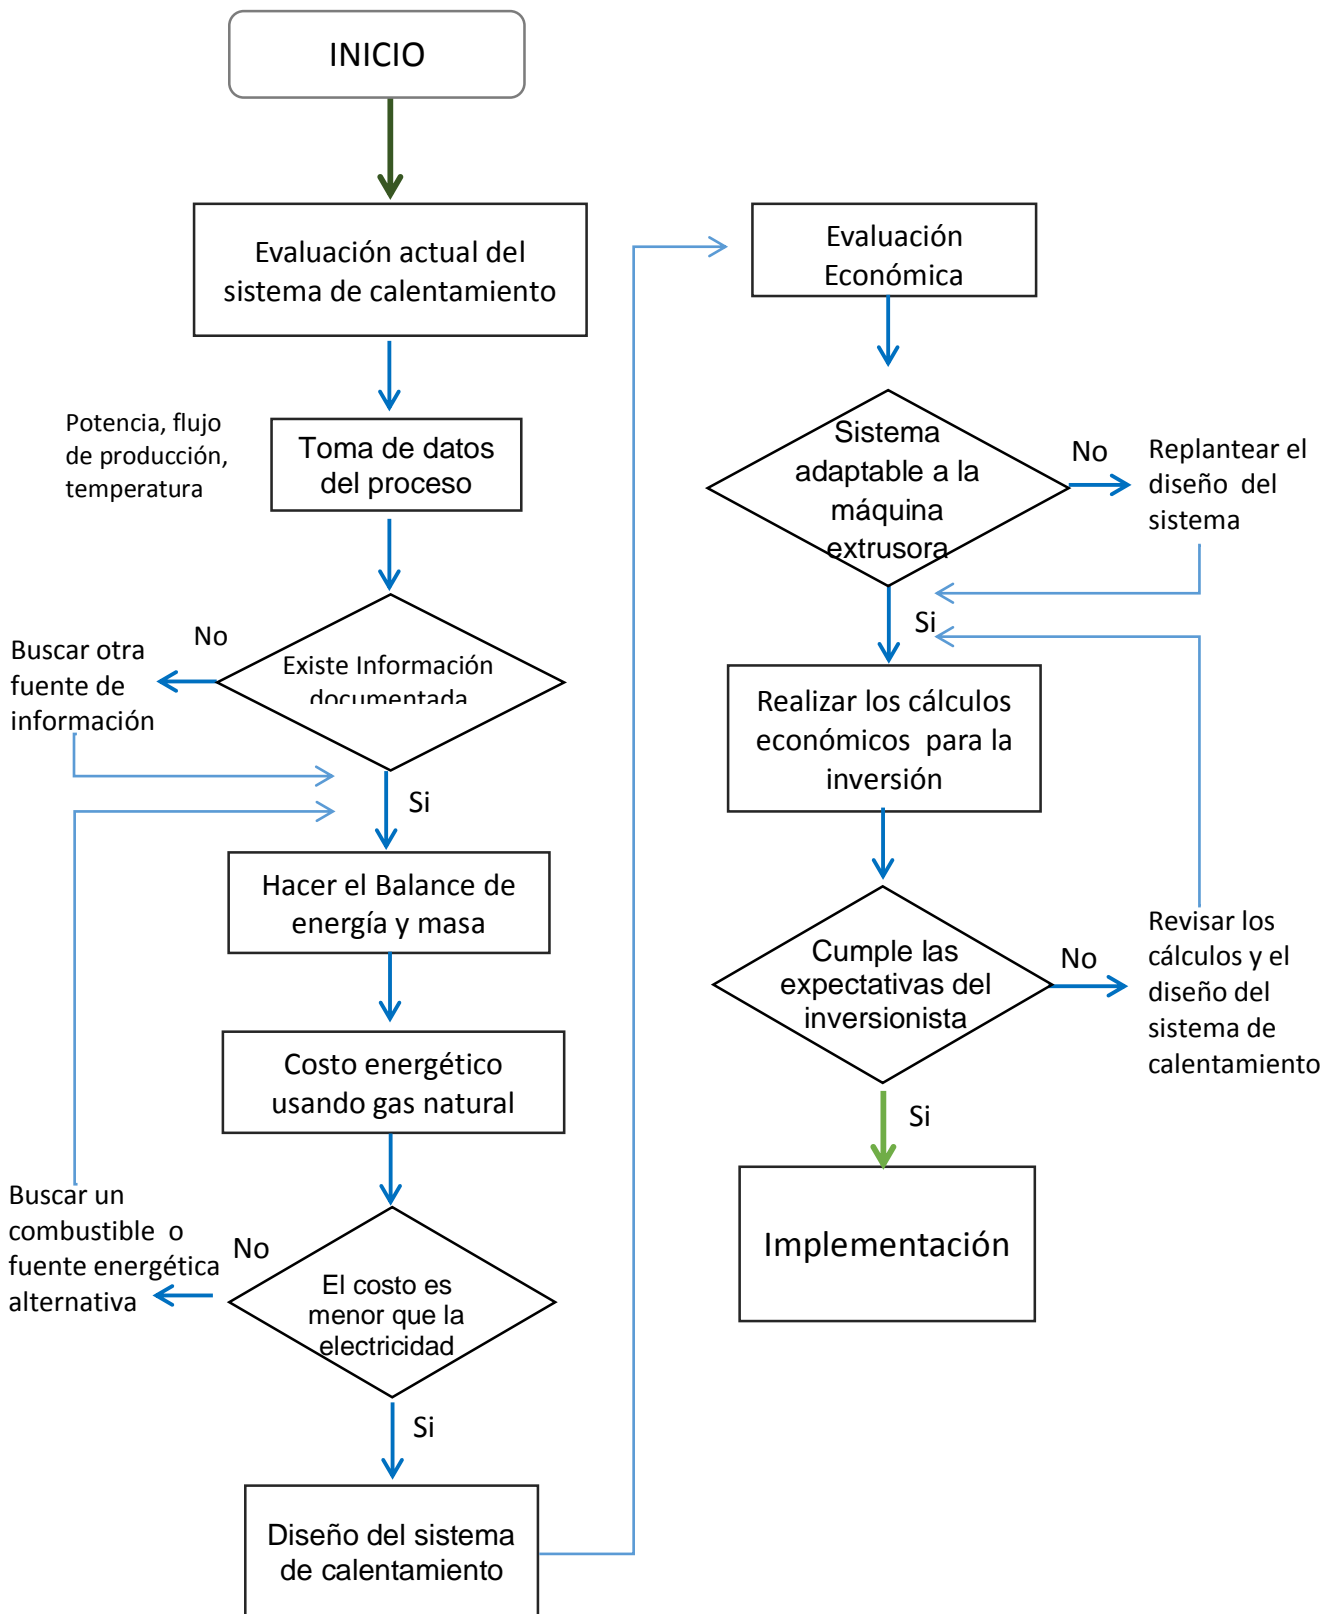 INICIO
Evaluación actual del
sistema de calentamiento
Potencia, flujo
de producción,
temperatura
Toma de datos
del proceso
No
Buscar otra
fuente de
información
Existe Información
documentada
Si
Hacer el Balance de
energía y masa
Costo energético
usando gas natural
Buscar un
combustible o
fuente energética
alternativa
No
El costo es
menor que la
electricidad
Si
Diseño del sistema
de calentamiento
Evaluación
Económica
Sistema
adaptable a la
máquina
extrusora
No
Replantear el
diseño del
sistema
Si
Realizar los cálculos
económicos para la
inversión
Cumple las
expectativas del
inversionista
No
Revisar los
cálculos y el
diseño del
sistema de
calentamiento
Si
Implementación